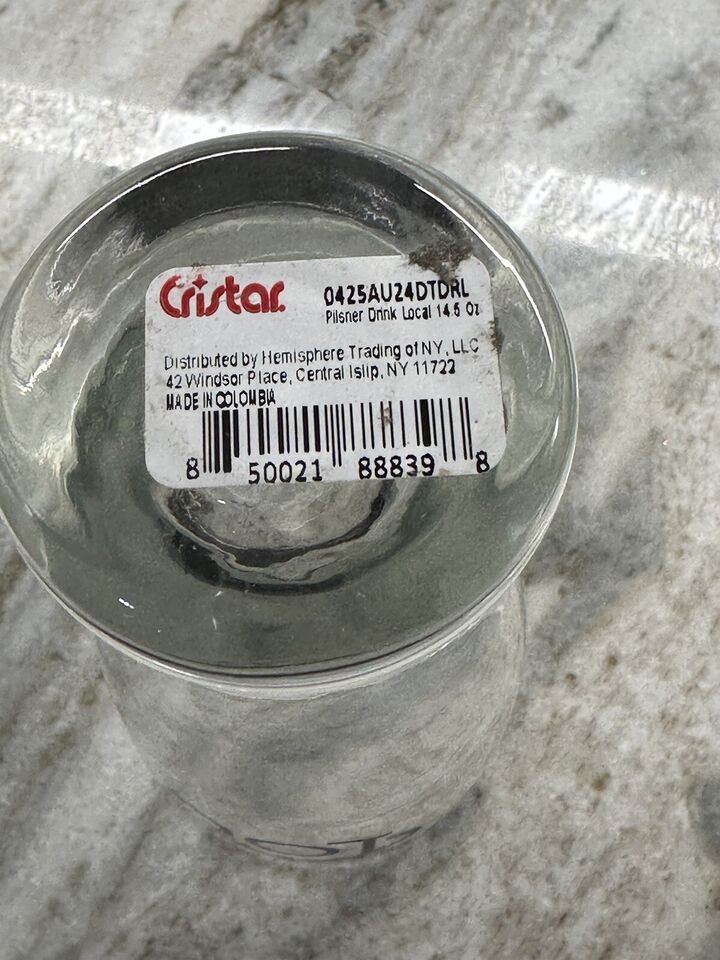 Cristar
0425AU24DTDRL
Pilsner Drink Local 14.5 Oz
Distributed by Hemisphere Trading of NY, LLC
42 Windsor Place, Central Islip, NY 11722
MADE IN COLOMBIA
8 50021 88839 8